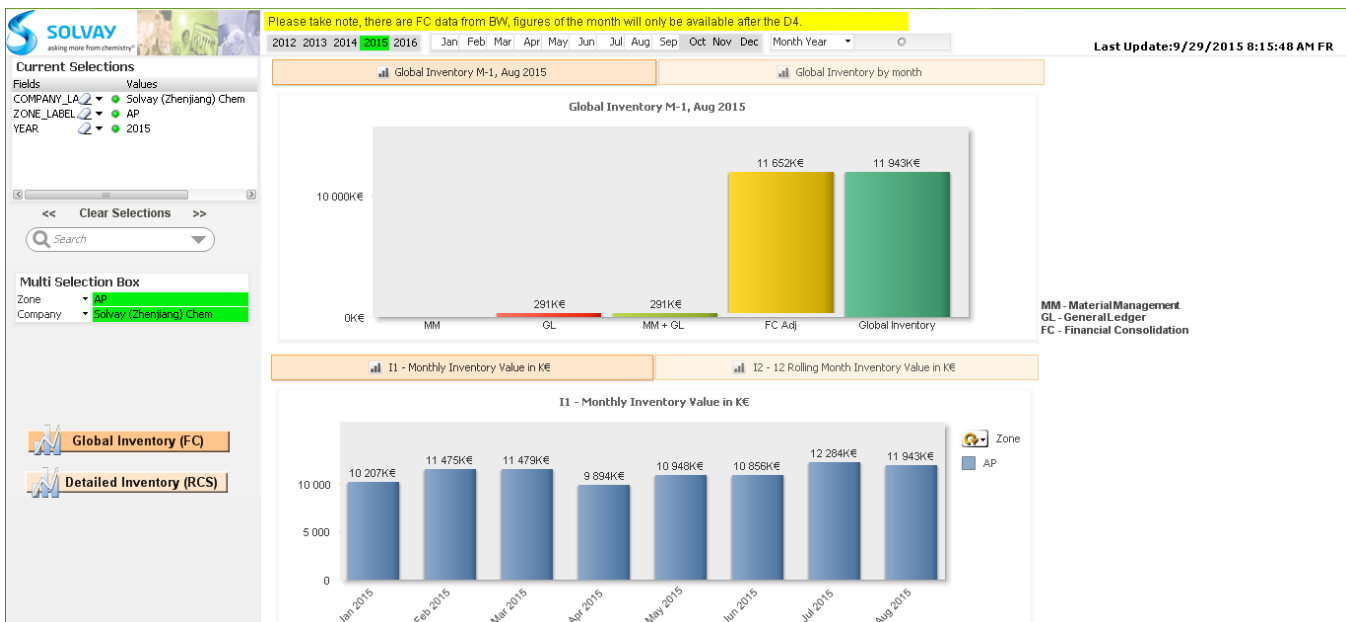 Please take note, there are FC data from BW, figures of the month will only be available after the D4.
SOLVAY
asking more from chemistry®
2012 2013 2014 2015 2016 Jan Feb Mar Apr May Jun Jul Aug Sep Oct Nov Dec Month Year
Last Update:9/29/2015 8:15:48 AM FR
Current Selections
Fields Values
COMPANY_LA Solvay (Zhenjiang) Chem
ZONE_LABEL AP
YEAR 2015
<< Clear Selections >>
Search
Multi Selection Box
Zone AP
Company Solvay (Zhenjiang) Chem
Global Inventory (FC)
Detailed Inventory (RCS)
Global Inventory M-1, Aug 2015 Global Inventory by month
Global Inventory M-1, Aug 2015
11 652K€ 11 943K€
10 000K€
291K€ 291K€
0K€
MM GL MM + GL FC Adj Global Inventory
MM - Material Management
GL - General Ledger
FC - Financial Consolidation
I1 - Monthly Inventory Value in K€ I2 - 12 Rolling Month Inventory Value in K€
I1 - Monthly Inventory Value in K€
10 207K€ 11 475K€ 11 479K€ 9 894K€ 10 948K€ 10 856K€ 12 284K€ 11 943K€
10 000
5 000
0
Jan 2015 Feb 2015 Mar 2015 Apr 2015 May 2015 Jun 2015 Jul 2015 Aug 2015
Zone
AP